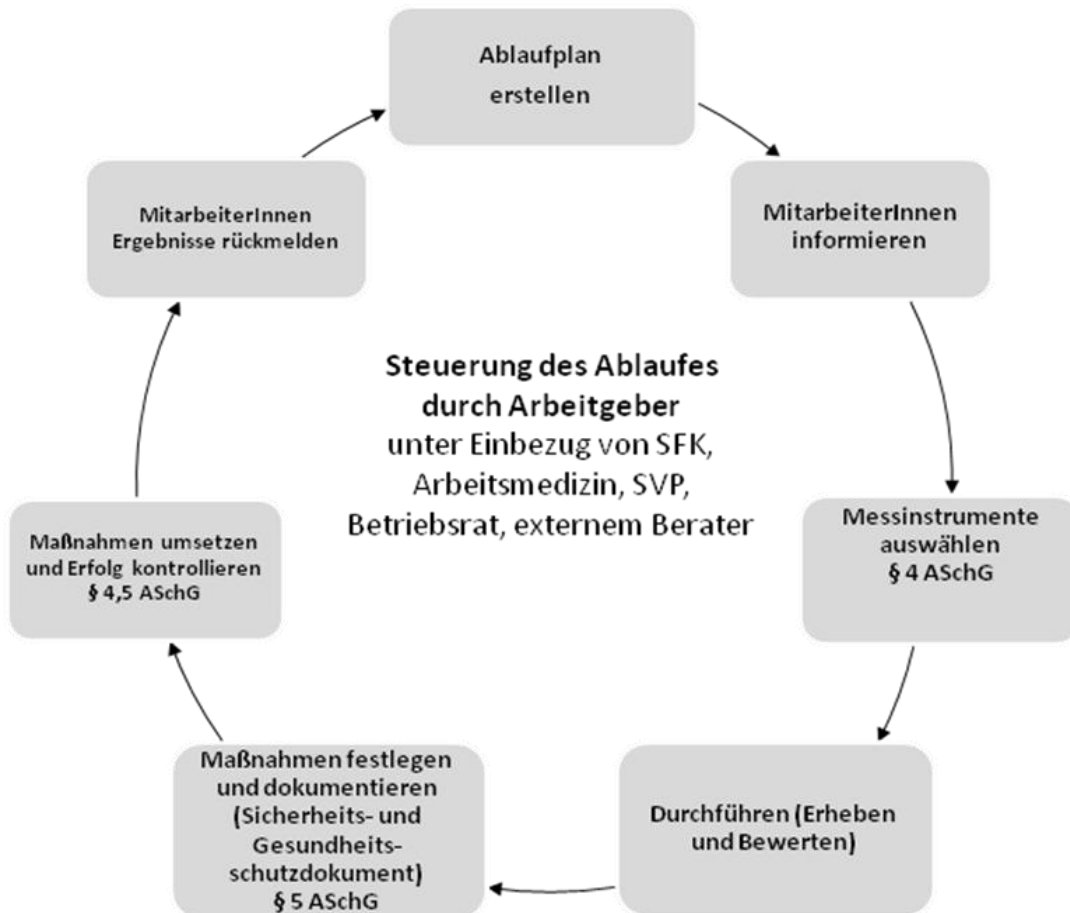 Ablaufplan
erstellen
MitarbeiterInnen
informieren
Messinstrumente
auswählen
§ 4 ASchG
Durchführen (Erheben
und Bewerten)
Maßnahmen festlegen
und dokumentieren
(Sicherheits- und
Gesundheits-
schutzdokument)
§ 5 ASchG
Maßnahmen umsetzen
und Erfolg kontrollieren
§ 4,5 ASchG
MitarbeiterInnen
Ergebnisse rückmelden
Steuerung des Ablaufes
durch Arbeitgeber
unter Einbezug von SFK,
Arbeitsmedizin, SVP,
Betriebsrat, externem Berater